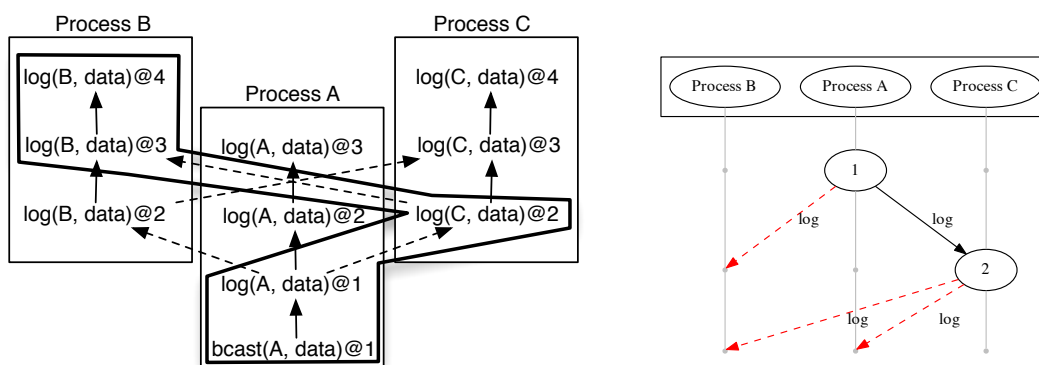 Process B
Process C
log(B, data)@4
log(C, data)@4
Process A
log(B, data)@3
log(A, data)@3
log(C, data)@3
log(B, data)@2
log(A, data)@2
log(C, data)@2
log(A, data)@1
bcast(A, data)@1
Process B
Process A
Process C
1
log
log
2
log
log